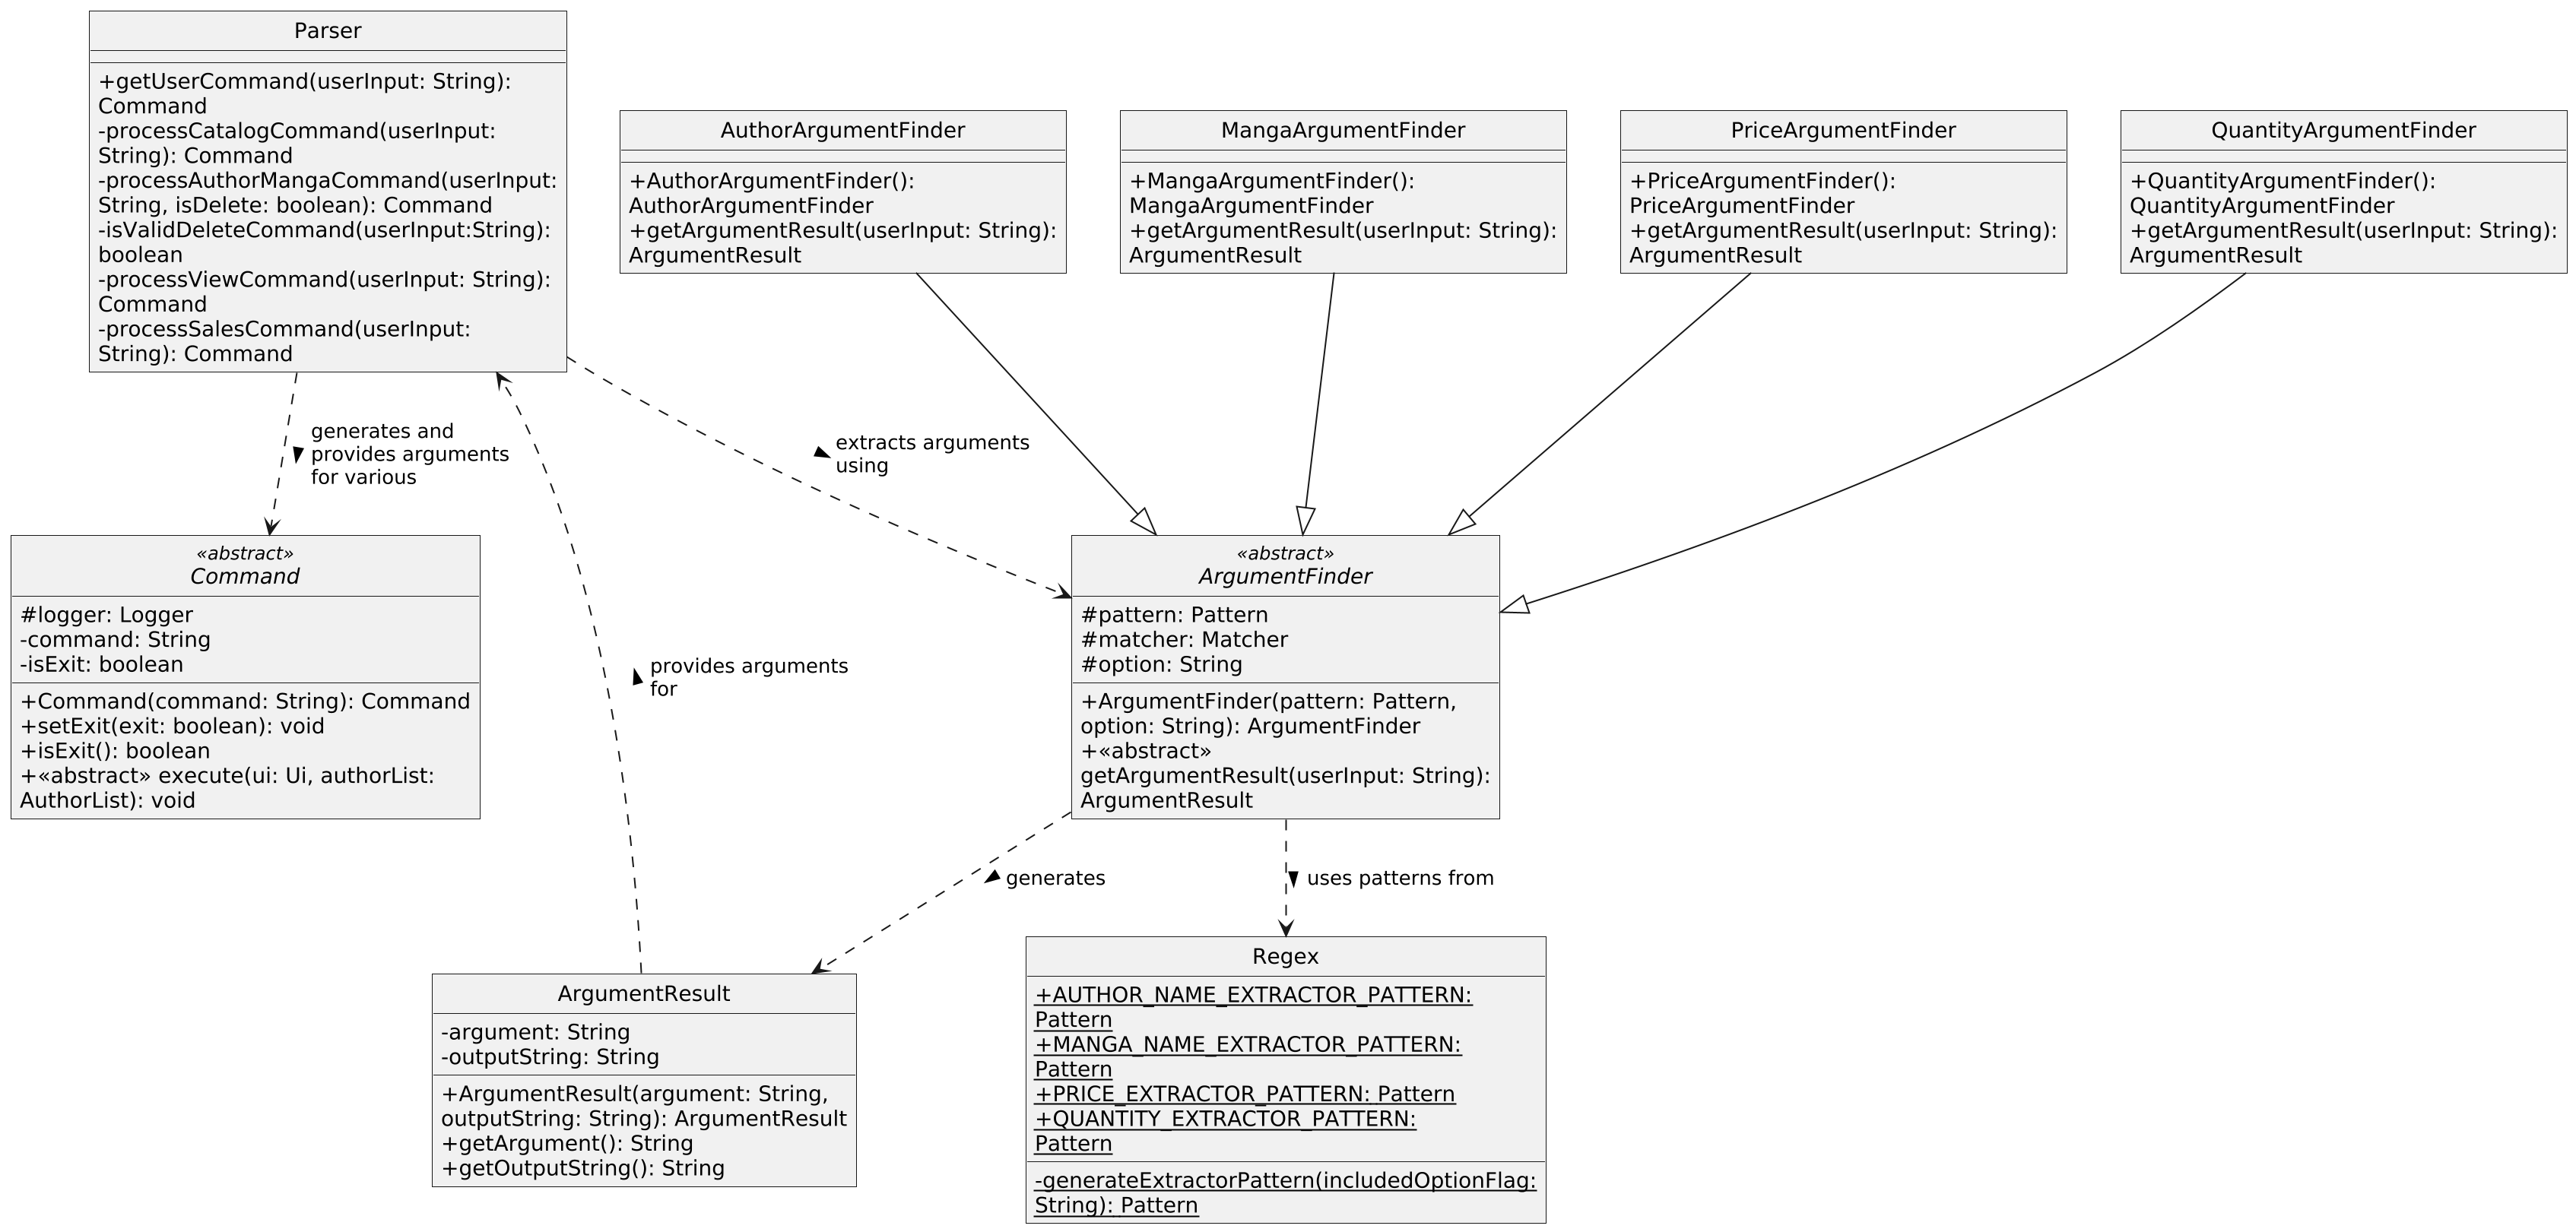 Parser
+getUserCommand(userInput: String):
Command
-processCatalogCommand(userInput:
String): Command
-processAuthorMangaCommand(userInput:
String, isDelete: boolean): Command
-isValidDeleteCommand(userInput:String):
boolean
-processViewCommand(userInput: String):
Command
-processSalesCommand(userInput:
String): Command
AuthorArgumentFinder
+AuthorArgumentFinder():
AuthorArgumentFinder
+getArgumentResult(userInput: String):
ArgumentResult
MangaArgumentFinder
+MangaArgumentFinder():
MangaArgumentFinder
+getArgumentResult(userInput: String):
ArgumentResult
PriceArgumentFinder
+PriceArgumentFinder():
PriceArgumentFinder
+getArgumentResult(userInput: String):
ArgumentResult
QuantityArgumentFinder
+QuantityArgumentFinder():
QuantityArgumentFinder
+getArgumentResult(userInput: String):
ArgumentResult
generates and
provides arguments
for various
extracts arguments
using
«abstract»
Command
#logger: Logger
-command: String
-isExit: boolean
+Command(command: String): Command
+setExit(exit: boolean): void
+isExit(): boolean
+«abstract» execute(ui: Ui, authorList:
AuthorList): void
provides arguments
for
«abstract»
ArgumentFinder
#pattern: Pattern
#matcher: Matcher
#option: String
+ArgumentFinder(pattern: Pattern,
option: String): ArgumentFinder
+«abstract»
getArgumentResult(userInput: String):
ArgumentResult
generates
uses patterns from
ArgumentResult
-argument: String
-outputString: String
+ArgumentResult(argument: String,
outputString: String): ArgumentResult
+getArgument(): String
+getOutputString(): String
Regex
+AUTHOR_NAME_EXTRACTOR_PATTERN:
Pattern
+MANGA_NAME_EXTRACTOR_PATTERN:
Pattern
+PRICE_EXTRACTOR_PATTERN: Pattern
+QUANTITY_EXTRACTOR_PATTERN:
Pattern
-generateExtractorPattern(includedOptionFlag:
String): Pattern